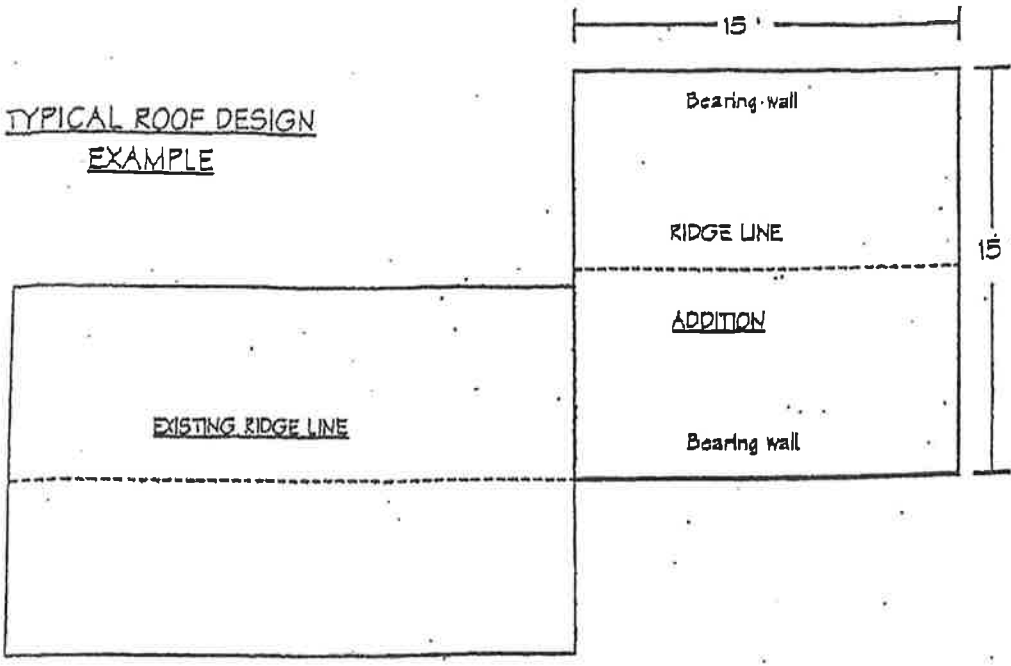 15'
TYPICAL ROOF DESIGN
EXAMPLE
Bearing wall
RIDGE LINE
15
ADDITION
EXISTING RIDGE LINE
Bearing wall